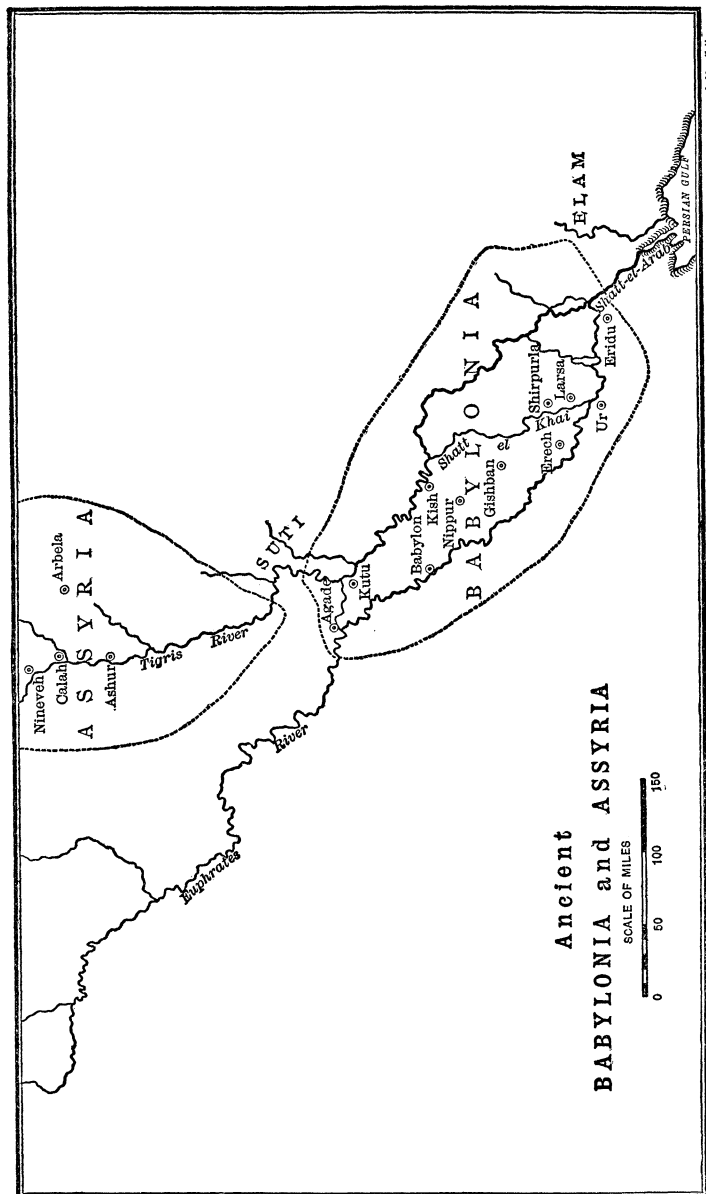 Ancient
BABYLONIA and ASSYRIA
SCALE OF MILES
0 50 100 150
ASSYRIA
Nineveh
Calah
Ashur
Arbela
Tigris River
Euphrates River
SUTI
BABYLONIA
Agade
Kutu
Babylon
Kish
Nippur
Gishban
Shatt el Khai
Erech
Shirpurla
Larsa
Ur
Eridu
Shatt-el-Arab
ELAM
PERSIAN GULF